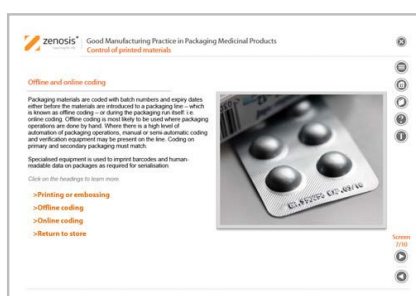 zenosis
Good Manufacturing Practice in Packaging Medicinal Products
Control of printed materials
Offline and online coding
Packaging materials are coded with batch numbers and expiry dates
either before the materials are introduced to a packaging line – which
is known as offline coding – or during the packaging run itself: i.e.
online coding. Offline coding is most likely to be used where packaging
operations are done by hand. Where there is a high level of
automation of packaging operations, manual or semi-automatic coding
and verification equipment may be present on the line. Coding on
primary and secondary packaging must match.
Specialised equipment is used to imprint barcodes and human-
readable data on packages as required for serialisation.
Click on the headings to learn more.
>Printing or embossing
>Offline coding
>Online coding
>Return to store
Screen
7/10